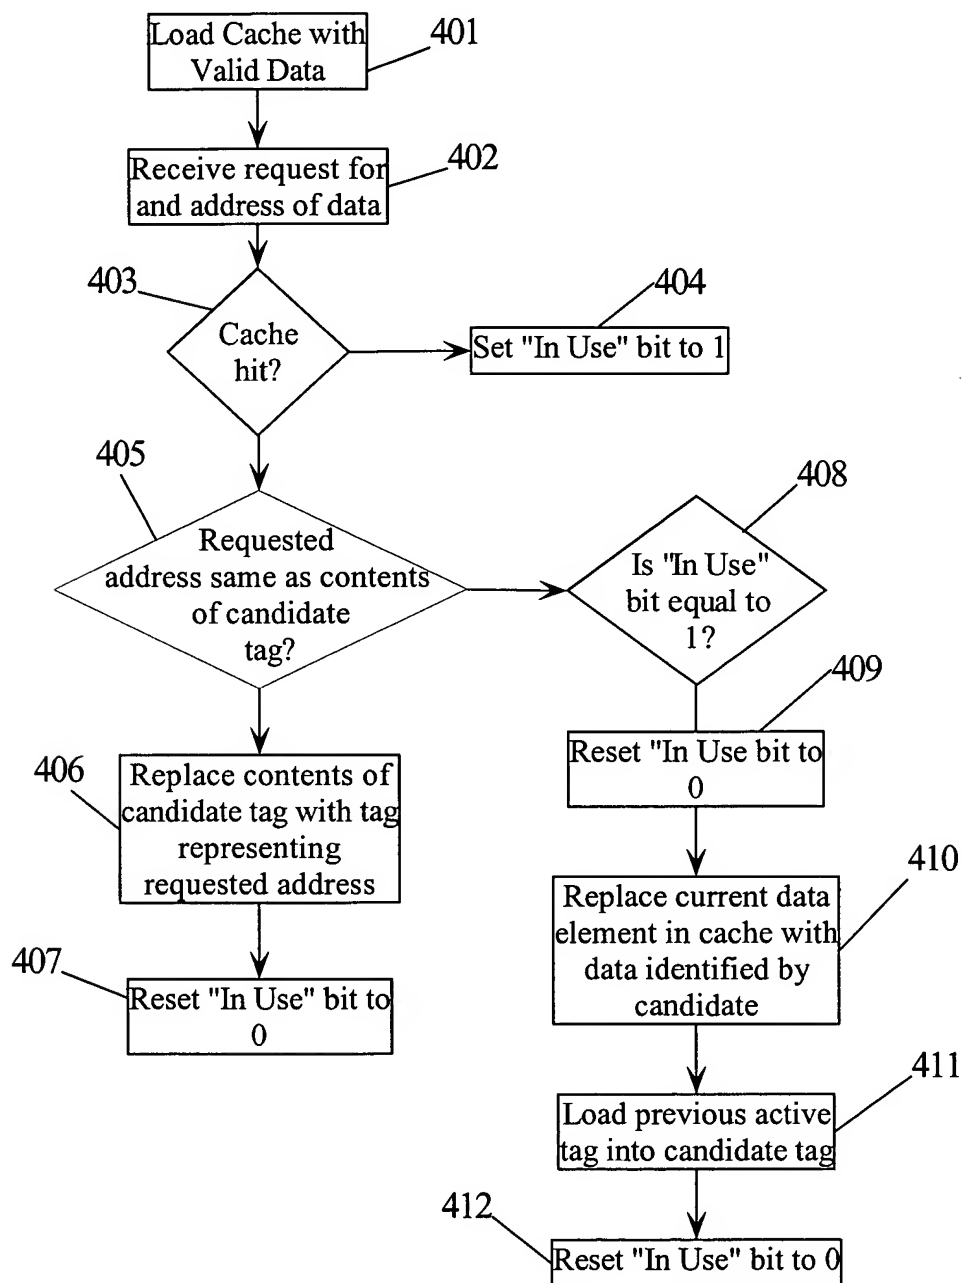 Load Cache with
Valid Data
401
Receive request for
and address of data
402
403
Cache
hit?
404
Set "In Use" bit to 1
405
Requested
address same as contents
of candidate
tag?
408
Is "In Use"
bit equal to
1?
409
Reset "In Use bit to
0
406
Replace contents of
candidate tag with tag
representing
requested address
410
Replace current data
element in cache with
data identified by
candidate
407
Reset "In Use" bit to
0
411
Load previous active
tag into candidate tag
412
Reset "In Use" bit to 0